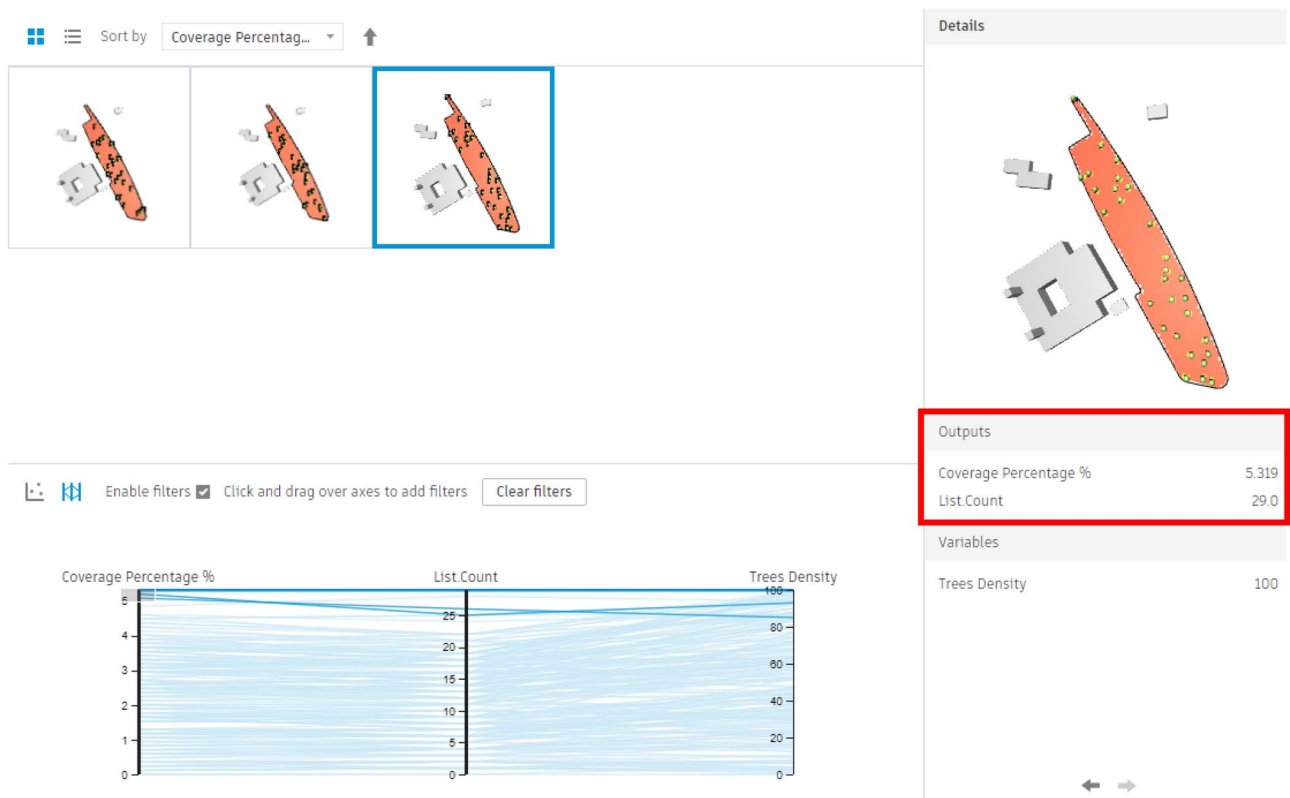 Sort by Coverage Percentag...
Details
Outputs
Coverage Percentage % 5.319
List.Count 29.0
Variables
Trees Density 100
Enable filters Click and drag over axes to add filters Clear filters
Coverage Percentage % List.Count Trees Density
5
4
3
2
1
0
25
20
15
10
5
0
100
80
60
40
20
0